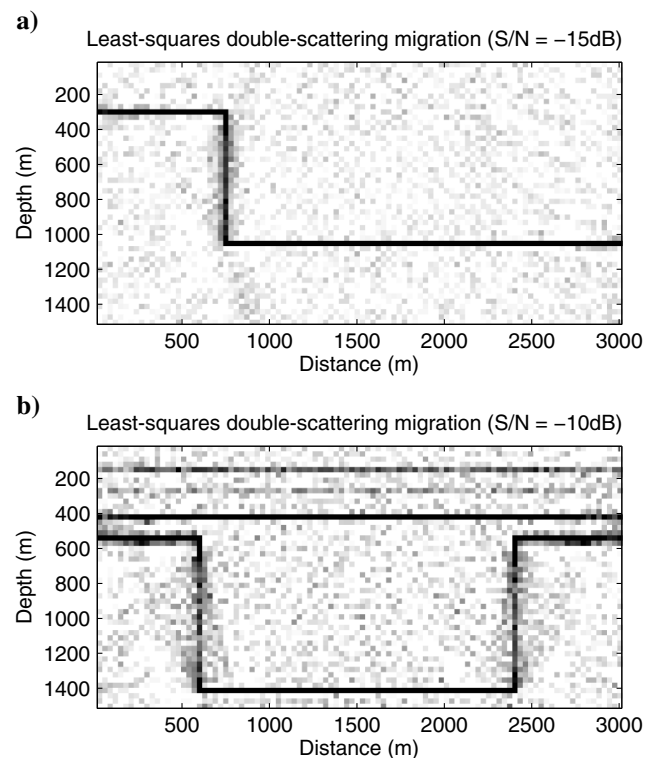 a)
Least-squares double-scattering migration (S/N = −15dB)
Depth (m)
200
400
600
800
1000
1200
1400
500 1000 1500 2000 2500 3000
Distance (m)
b)
Least-squares double-scattering migration (S/N = −10dB)
Depth (m)
200
400
600
800
1000
1200
1400
500 1000 1500 2000 2500 3000
Distance (m)